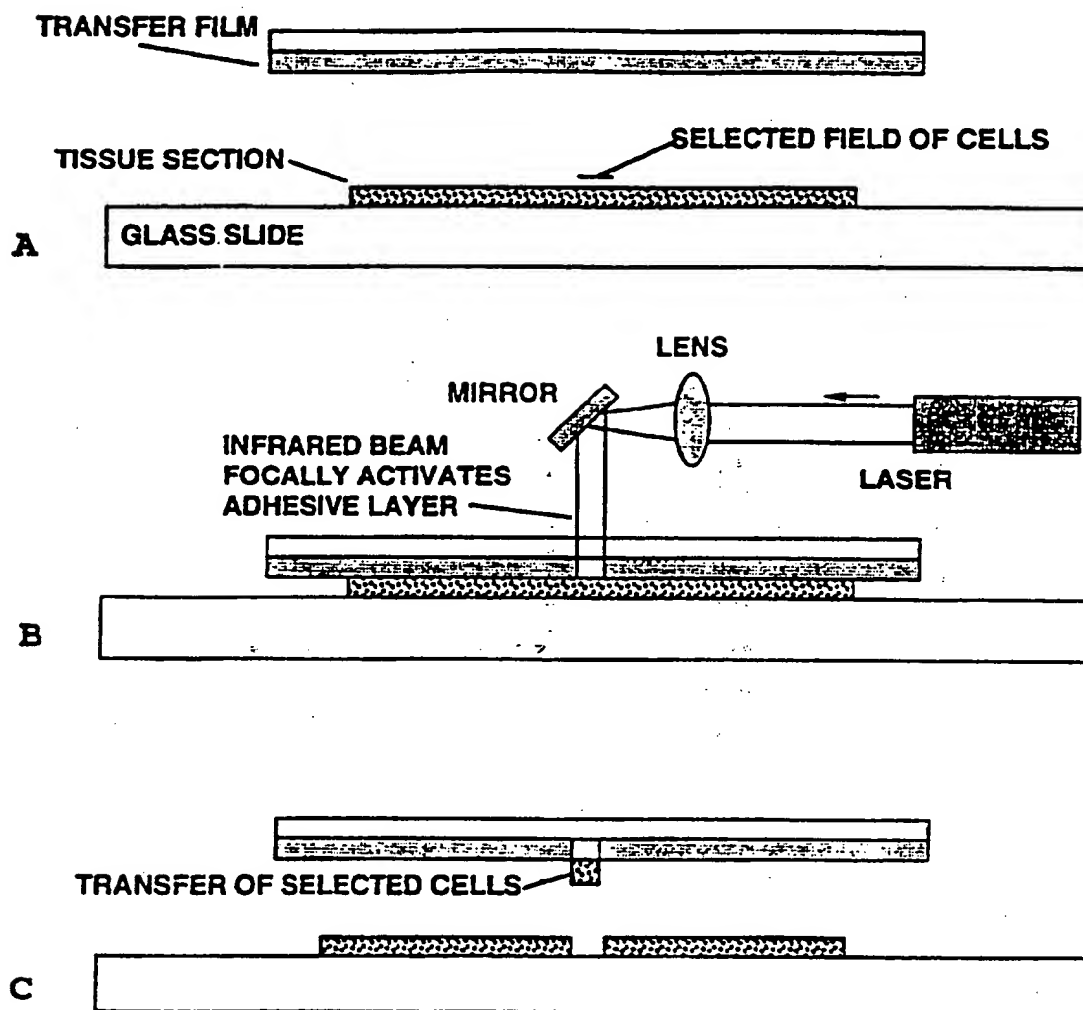 TRANSFER FILM
SELECTED FIELD OF CELLS
TISSUE SECTION
GLASS SLIDE
A
LENS
MIRROR
INFRARED BEAM
FOCALLY ACTIVATES
ADHESIVE LAYER
LASER
B
TRANSFER OF SELECTED CELLS
C